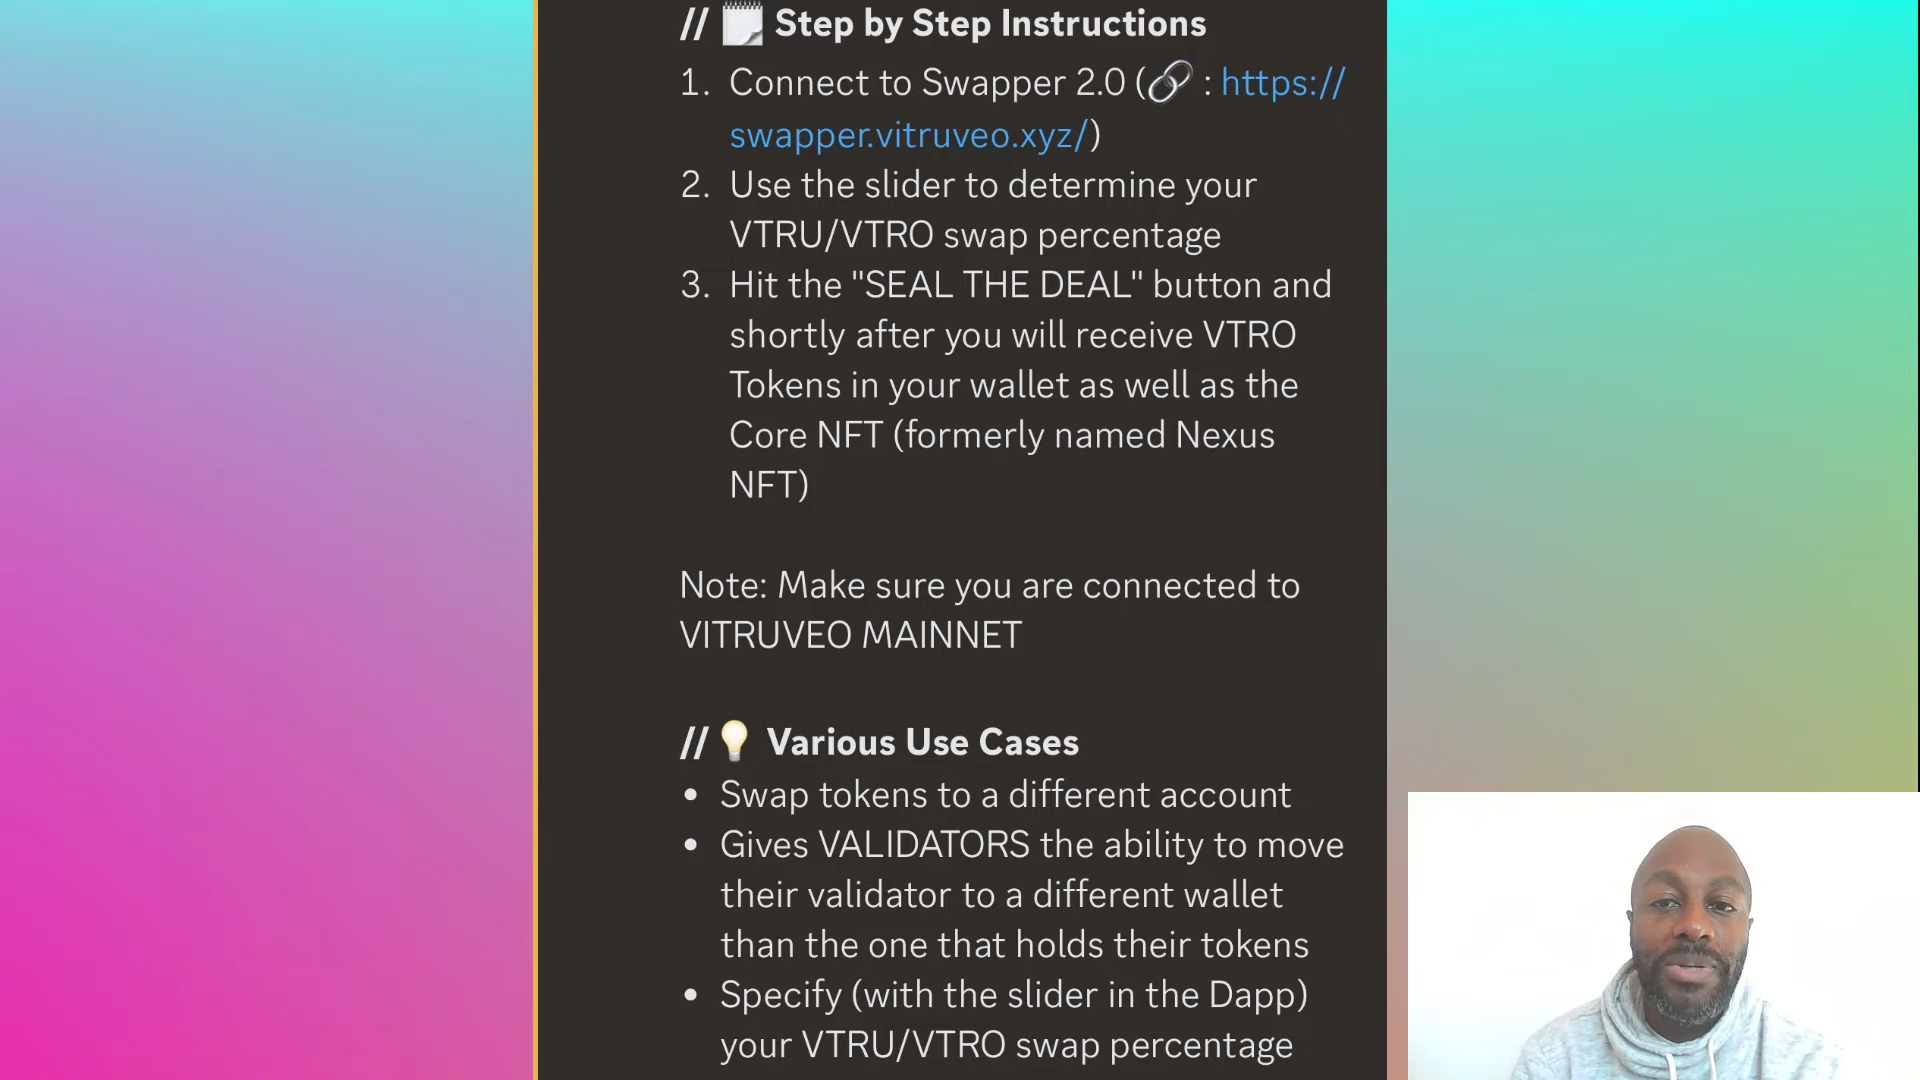 // 🗒️ Step by Step Instructions
1. Connect to Swapper 2.0 (🔗 : https://
swapper.vitruveo.xyz/)
2. Use the slider to determine your
VTRU/VTRO swap percentage
3. Hit the "SEAL THE DEAL" button and
shortly after you will receive VTRO
Tokens in your wallet as well as the
Core NFT (formerly named Nexus
NFT)
Note: Make sure you are connected to
VITRUVEO MAINNET
// 💡 Various Use Cases
• Swap tokens to a different account
• Gives VALIDATORS the ability to move
their validator to a different wallet
than the one that holds their tokens
• Specify (with the slider in the Dapp)
your VTRU/VTRO swap percentage